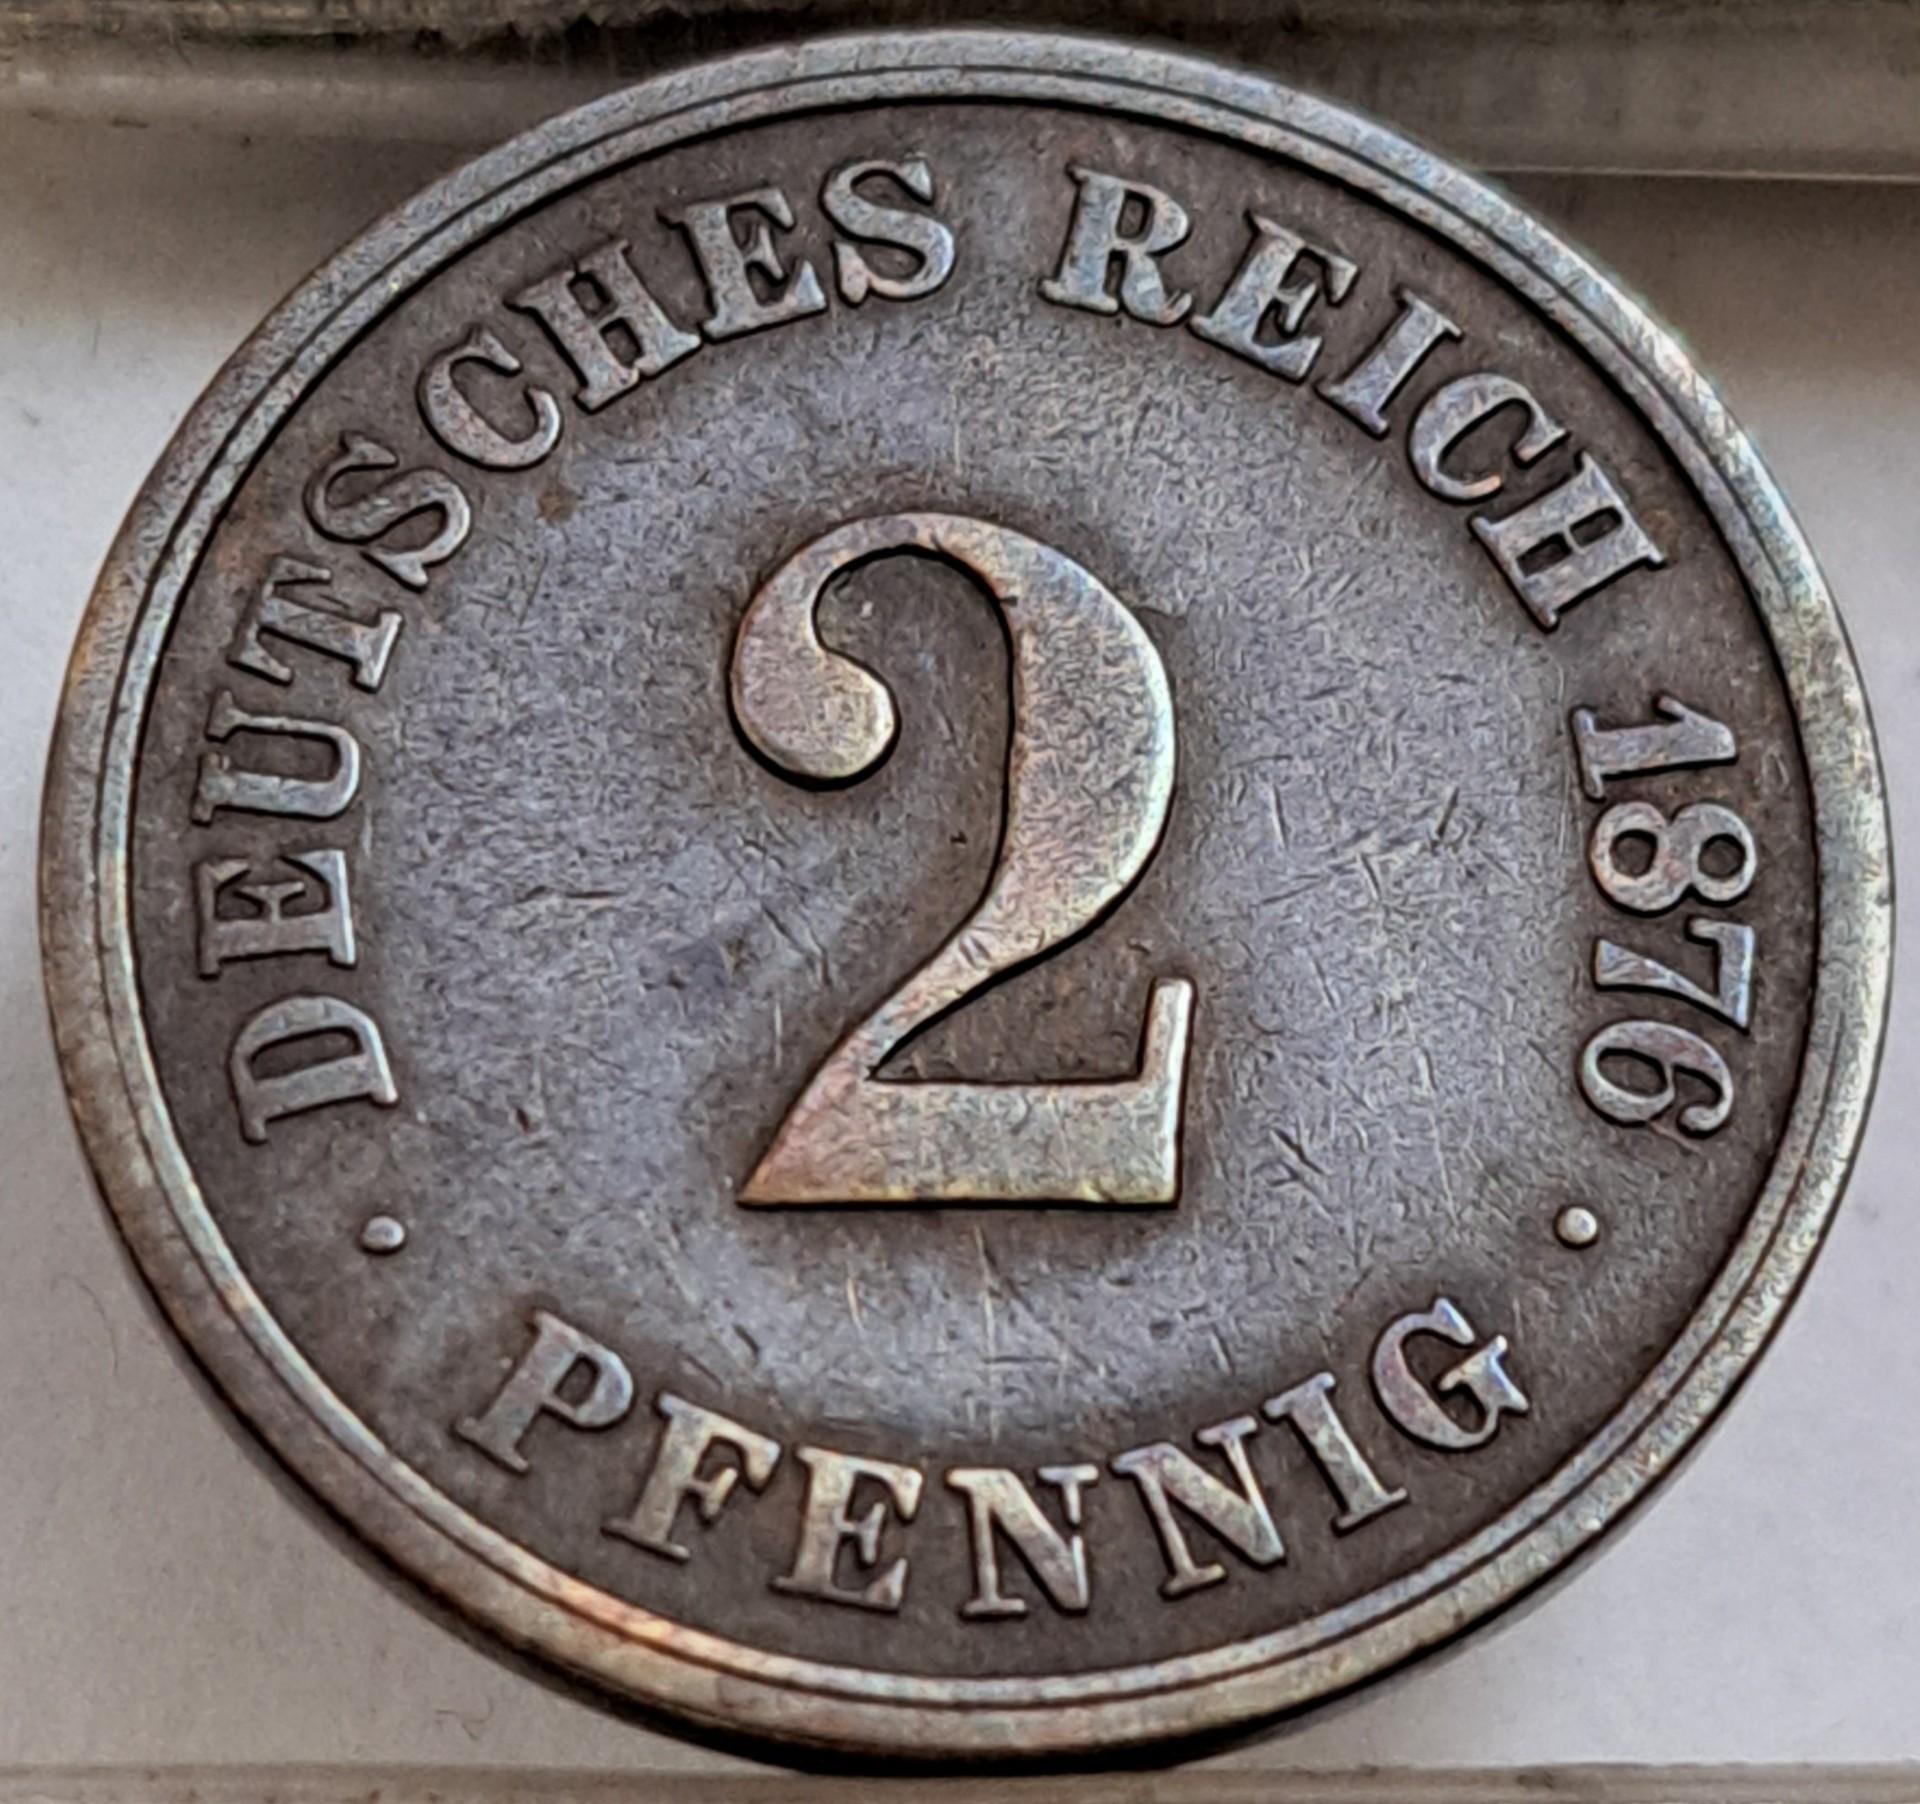 DEUTSCHES REICH 1876
2
· PFENNIG ·